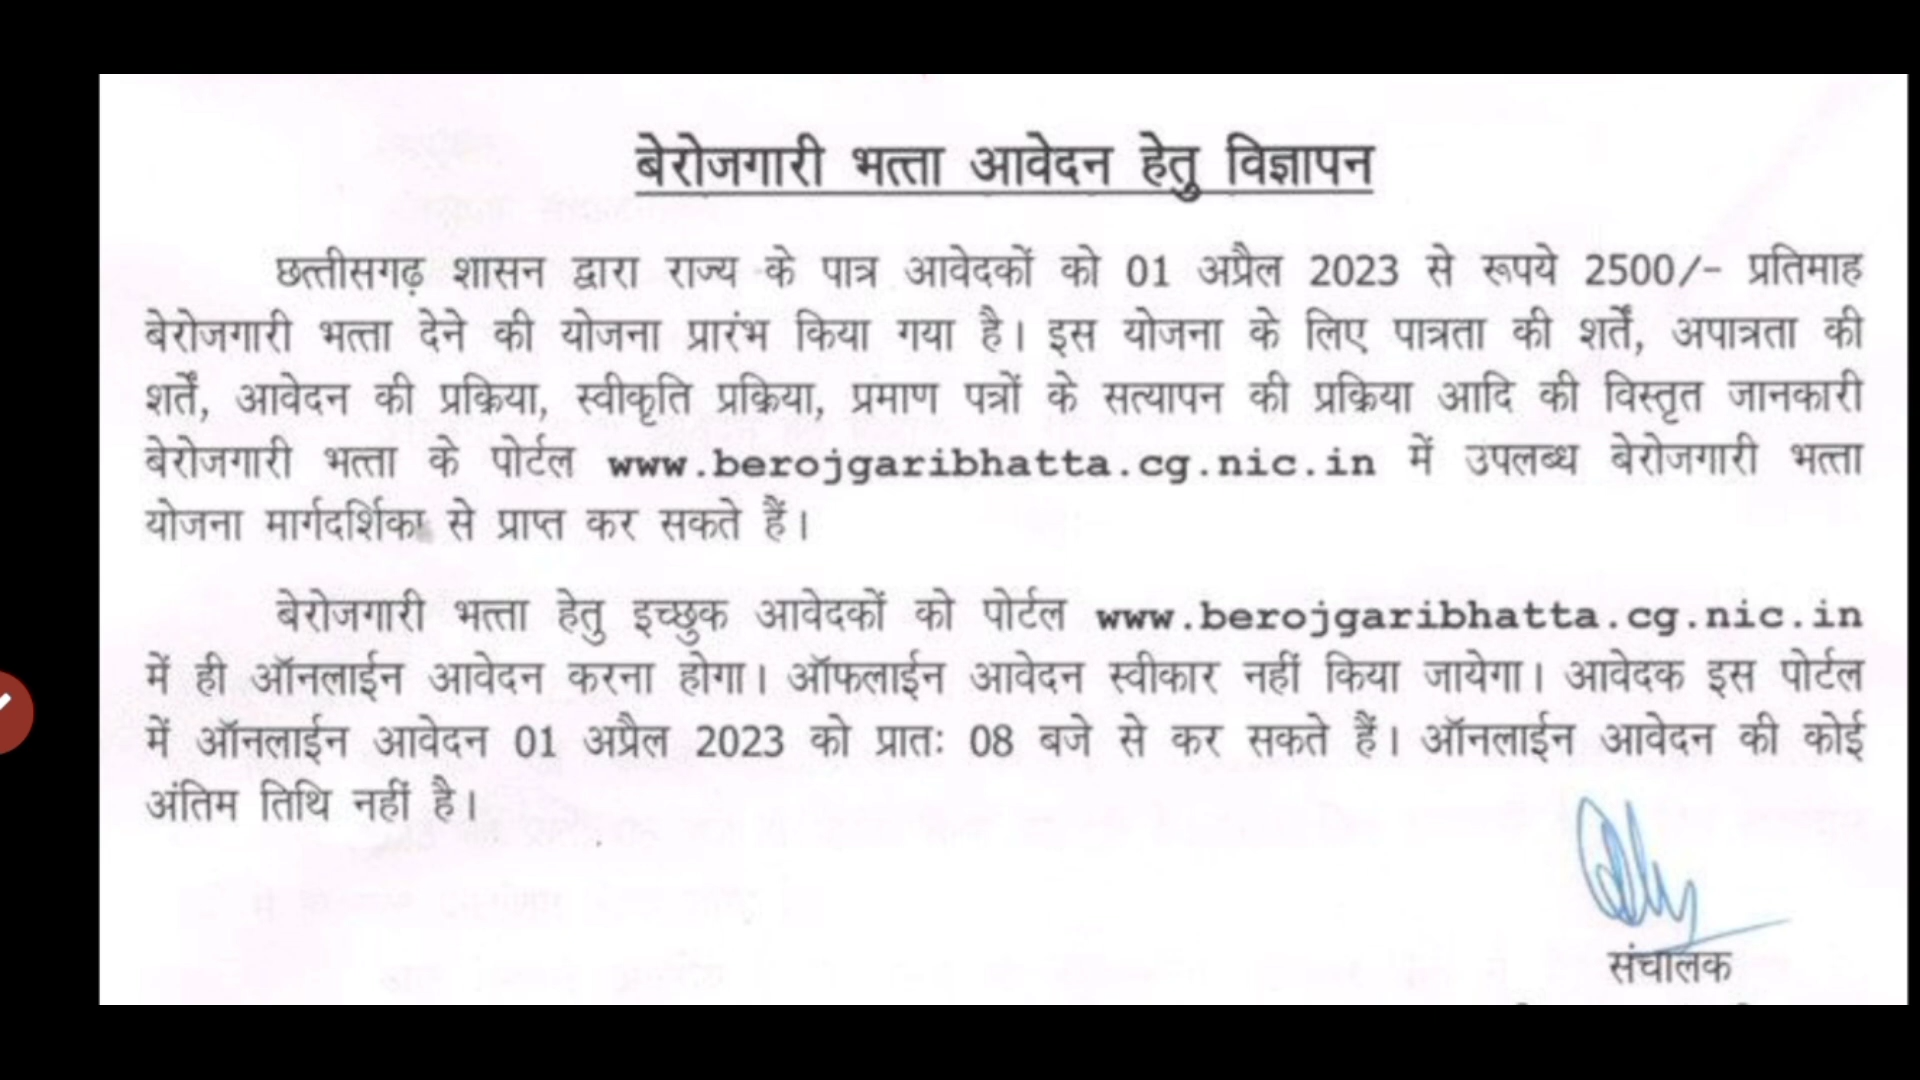 बेरोजगारी भत्ता आवेदन हेतु विज्ञापन
छत्तीसगढ़ शासन द्वारा राज्य के पात्र आवेदकों को 01 अप्रैल 2023 से रूपये 2500/- प्रतिमाह
बेरोजगारी भत्ता देने की योजना प्रारंभ किया गया है। इस योजना के लिए पात्रता की शर्तें, अपात्रता की
शर्तें, आवेदन की प्रक्रिया, स्वीकृति प्रक्रिया, प्रमाण पत्रों के सत्यापन की प्रक्रिया आदि की विस्तृत जानकारी
बेरोजगारी भत्ता के पोर्टल www.berojgaribhatta.cg.nic.in में उपलब्ध बेरोजगारी भत्ता
योजना मार्गदर्शिका से प्राप्त कर सकते हैं।
बेरोजगारी भत्ता हेतु इच्छुक आवेदकों को पोर्टल www.berojgaribhatta.cg.nic.in
में ही ऑनलाईन आवेदन करना होगा। ऑफलाईन आवेदन स्वीकार नहीं किया जायेगा। आवेदक इस पोर्टल
में ऑनलाईन आवेदन 01 अप्रैल 2023 को प्रातः 08 बजे से कर सकते हैं। ऑनलाईन आवेदन की कोई
अंतिम तिथि नहीं है।
संचालक